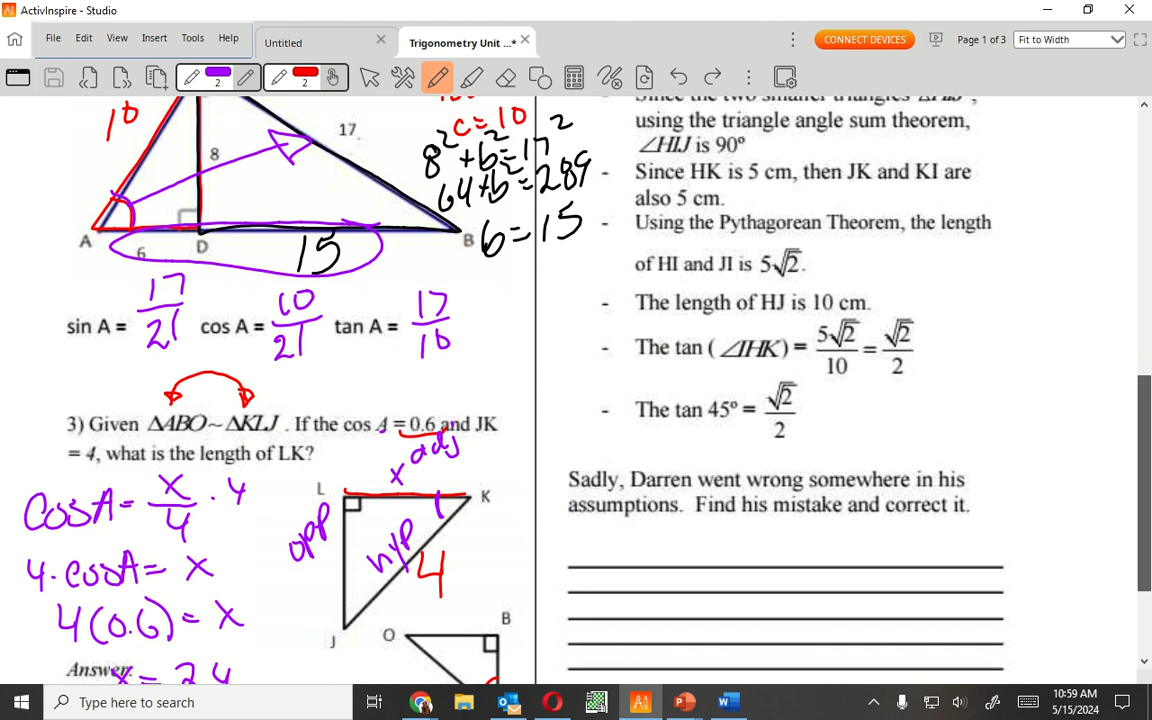 ActivInspire - Studio
File Edit View Insert Tools Help
Untitled
Trigonometry Unit ...*
CONNECT DEVICES
Page 1 of 3
Fit to Width
2
2
10
17
8
A
6
D
15
B
c = 10
8² + b² = 17²
64 + b² = 289
b = 15
sin A = 17/21 cos A = 10/21 tan A = 17/10
3) Given ΔABO ~ ΔKLJ . If the cos A = 0.6 and JK
= 4, what is the length of LK?
adj
x
L
K
opp
hyp
4
J
O
B
cosA = x/4 · 4
4 · cosA = x
4(0.6) = x
Answer:
x = 2.4
using the triangle angle sum theorem,
∠HIJ is 90°
- Since HK is 5 cm, then JK and KI are
also 5 cm.
- Using the Pythagorean Theorem, the length
of HI and JI is 5√2.
- The length of HJ is 10 cm.
- The tan (∠IHK) = 5√2/10 = √2/2
- The tan 45º = √2/2
Sadly, Darren went wrong somewhere in his
assumptions. Find his mistake and correct it.
Type here to search
10:59 AM
5/15/2024